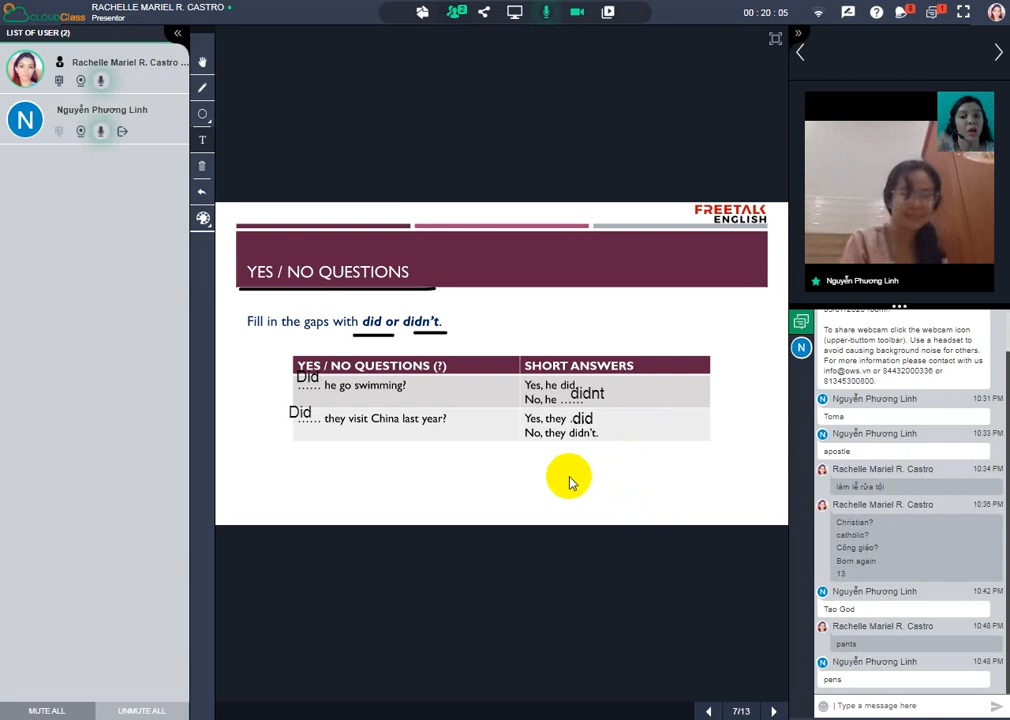 CLOUDClass
RACHELLE MARIEL R. CASTRO
Presentor
2
00 : 20 : 05
8
1
LIST OF USER (2)
Rachelle Mariel R. Castro ...
N
Nguyễn Phương Linh
T
FREETALK
ENGLISH
YES / NO QUESTIONS
Fill in the gaps with did or didn't.
YES / NO QUESTIONS (?)
SHORT ANSWERS
Did
...... he go swimming?
Yes, he did.
No, he ......
didnt
Did
...... they visit China last year?
Yes, they .
did
No, they didn't.
Nguyễn Phương Linh
To share webcam click the webcam icon
(upper-buttom toolbar). Use a headset to
avoid causing background noise for others.
For more information please contact with us
info@ows.vn or 84432000336 or
81345300800.
N
Nguyễn Phương Linh
10:31 PM
Toma
Nguyễn Phương Linh
10:33 PM
apostle
Rachelle Mariel R. Castro
10:34 PM
làm lễ rửa tội
Rachelle Mariel R. Castro
10:36 PM
Christian?
catholic?
Công giáo?
Born again
13
Nguyễn Phương Linh
10:42 PM
Tao God
Rachelle Mariel R. Castro
10:48 PM
pants
Nguyễn Phương Linh
10:48 PM
pens
Type a message here
MUTE ALL
UNMUTE ALL
7/13